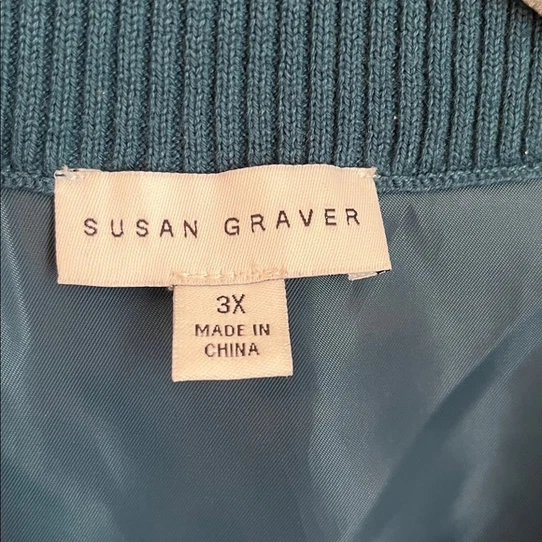 SUSAN GRAVER
3X
MADE IN
CHINA